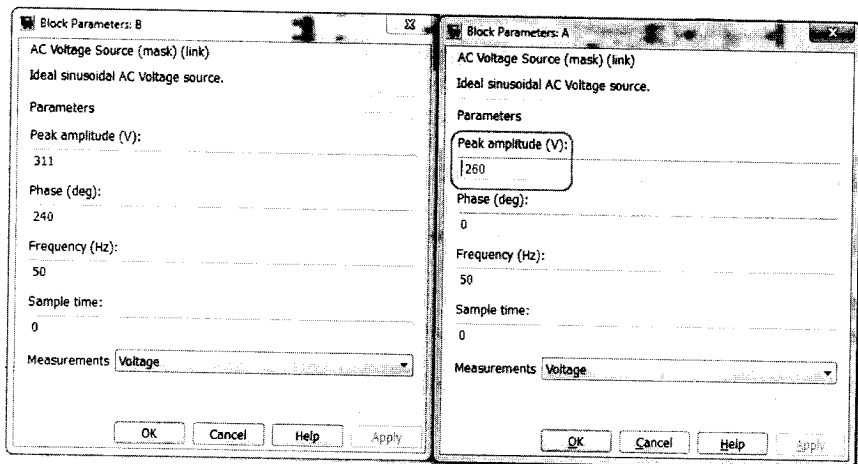 Block Parameters: B
AC Voltage Source (mask) (link)
Ideal sinusoidal AC Voltage source.
Parameters
Peak amplitude (V):
311
Phase (deg):
240
Frequency (Hz):
50
Sample time:
0
Measurements Voltage
OK Cancel Help Apply
Block Parameters: A
AC Voltage Source (mask) (link)
Ideal sinusoidal AC Voltage source.
Parameters
Peak amplitude (V):
260
Phase (deg):
0
Frequency (Hz):
50
Sample time:
0
Measurements Voltage
OK Cancel Help Apply